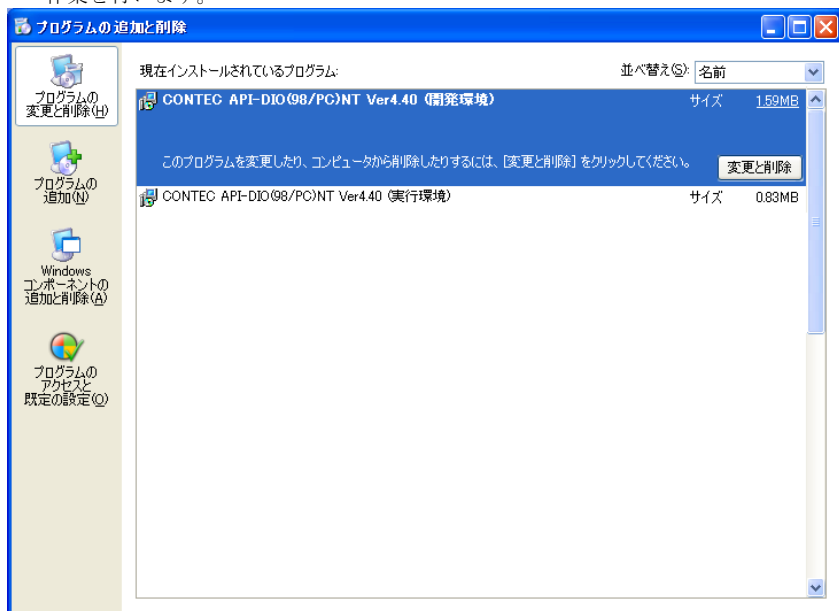 作業を行います。
プログラムの追加と削除
現在インストールされているプログラム:
並べ替え(S): 名前
プログラムの
変更と削除(H)
CONTEC API-DIO(98/PC)NT Ver4.40 (開発環境)
サイズ 1.59MB
このプログラムを変更したり、コンピュータから削除したりするには、[変更と削除] をクリックしてください。
変更と削除
CONTEC API-DIO(98/PC)NT Ver4.40 (実行環境)
サイズ 0.83MB
プログラムの
追加(N)
Windows
コンポーネントの
追加と削除(A)
プログラムの
アクセスと
既定の設定(O)